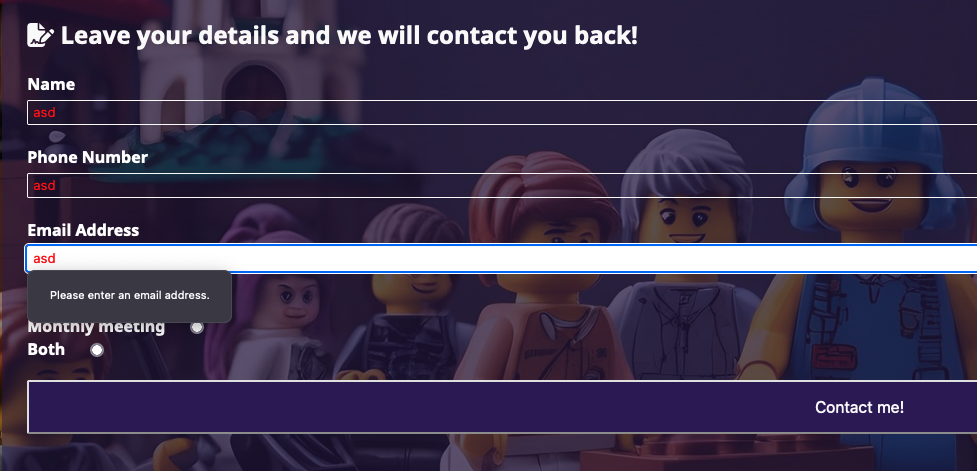 Leave your details and we will contact you back!
Name
asd
Phone Number
asd
Email Address
asd
Please enter an email address.
Monthly meeting
Both
Contact me!